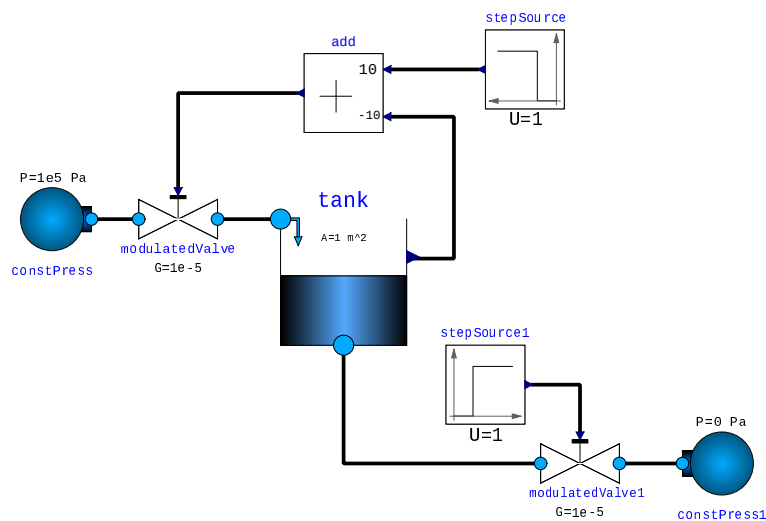 stepSource
add
10
-10
U=1
P=1e5 Pa
tank
A=1 m^2
modulatedValve
G=1e-5
constPress
stepSource1
U=1
P=0 Pa
modulatedValve1
G=1e-5
constPress1